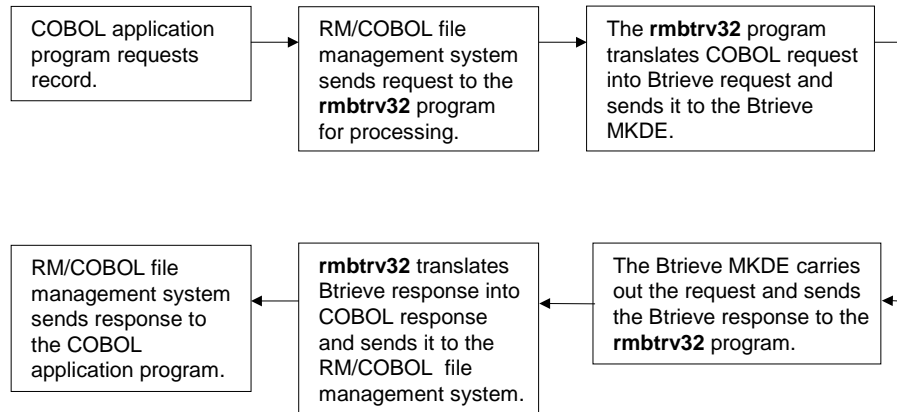 COBOL application
program requests
record.
RM/COBOL file
management system
sends request to the
rmbtrv32 program
for processing.
The rmbtrv32 program
translates COBOL request
into Btrieve request and
sends it to the Btrieve
MKDE.
RM/COBOL file
management system
sends response to
the COBOL
application program.
rmbtrv32 translates
Btrieve response into
COBOL response
and sends it to the
RM/COBOL  file
management system.
The Btrieve MKDE carries
out the request and sends
the Btrieve response to the
rmbtrv32 program.